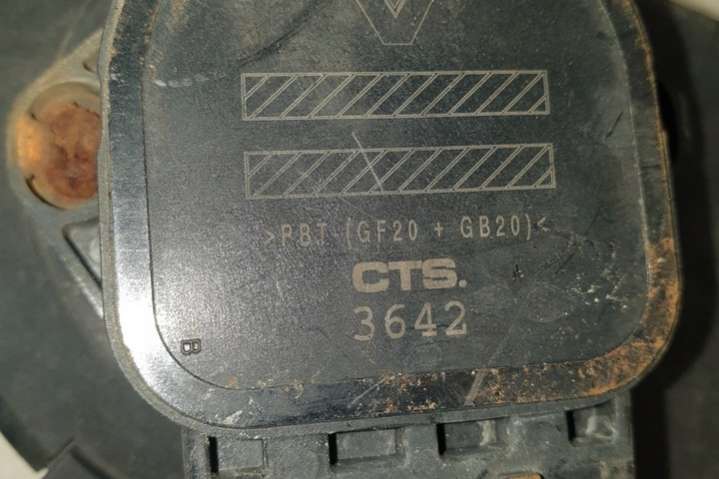 >PBT (GF20 + GB20)<
CTS.
3642
B